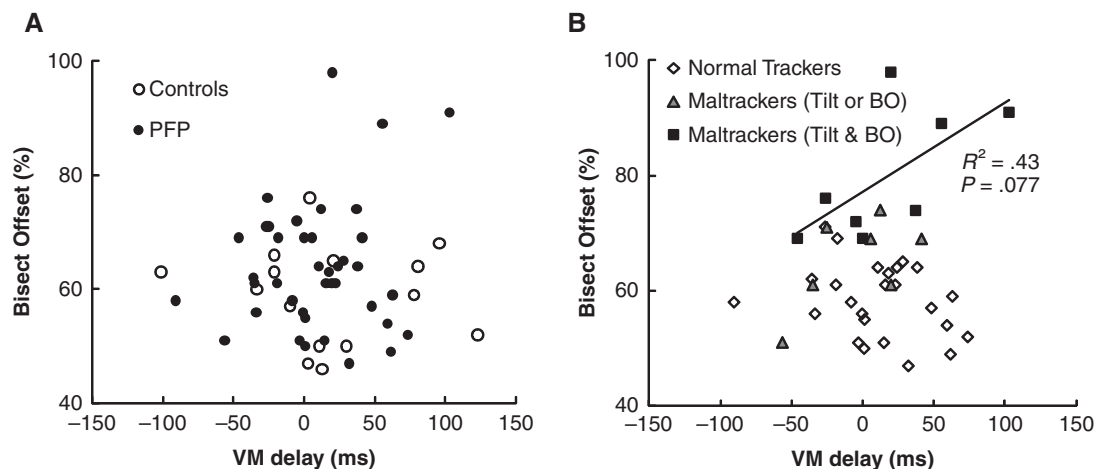 A
100
80
60
40
Bisect Offset (%)
Controls
PFP
−150
−100
−50
0
50
100
150
VM delay (ms)
B
100
80
60
40
Bisect Offset (%)
Normal Trackers
Maltrackers (Tilt or BO)
Maltrackers (Tilt & BO)
R² = .43
P = .077
−150
−100
−50
0
50
100
150
VM delay (ms)